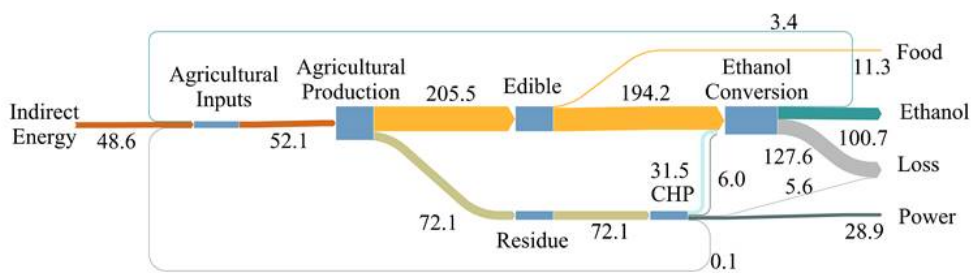 3.4
Food
11.3
Agricultural
Inputs
Agricultural
Production
Edible
Ethanol
Conversion
205.5
194.2
Indirect
Energy
48.6
52.1
Ethanol
100.7
127.6
Loss
5.6
31.5
CHP
6.0
72.1
Residue
72.1
Power
28.9
0.1